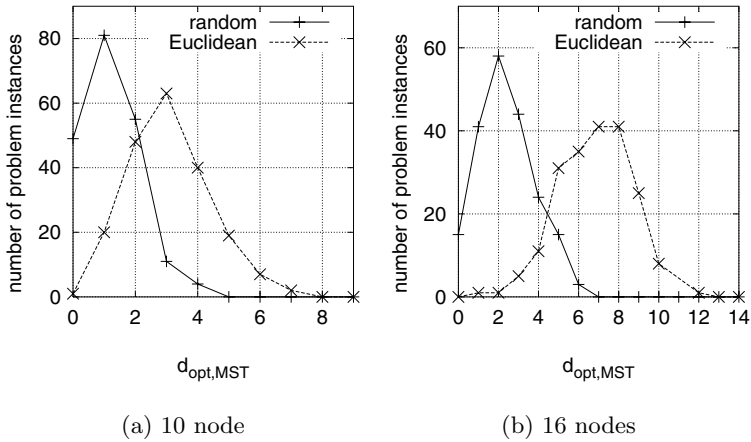 random
Euclidean
number of problem instances
80
60
40
20
0
0 2 4 6 8
d_opt,MST
(a) 10 node
random
Euclidean
number of problem instances
60
40
20
0
0 2 4 6 8 10 12 14
d_opt,MST
(b) 16 nodes